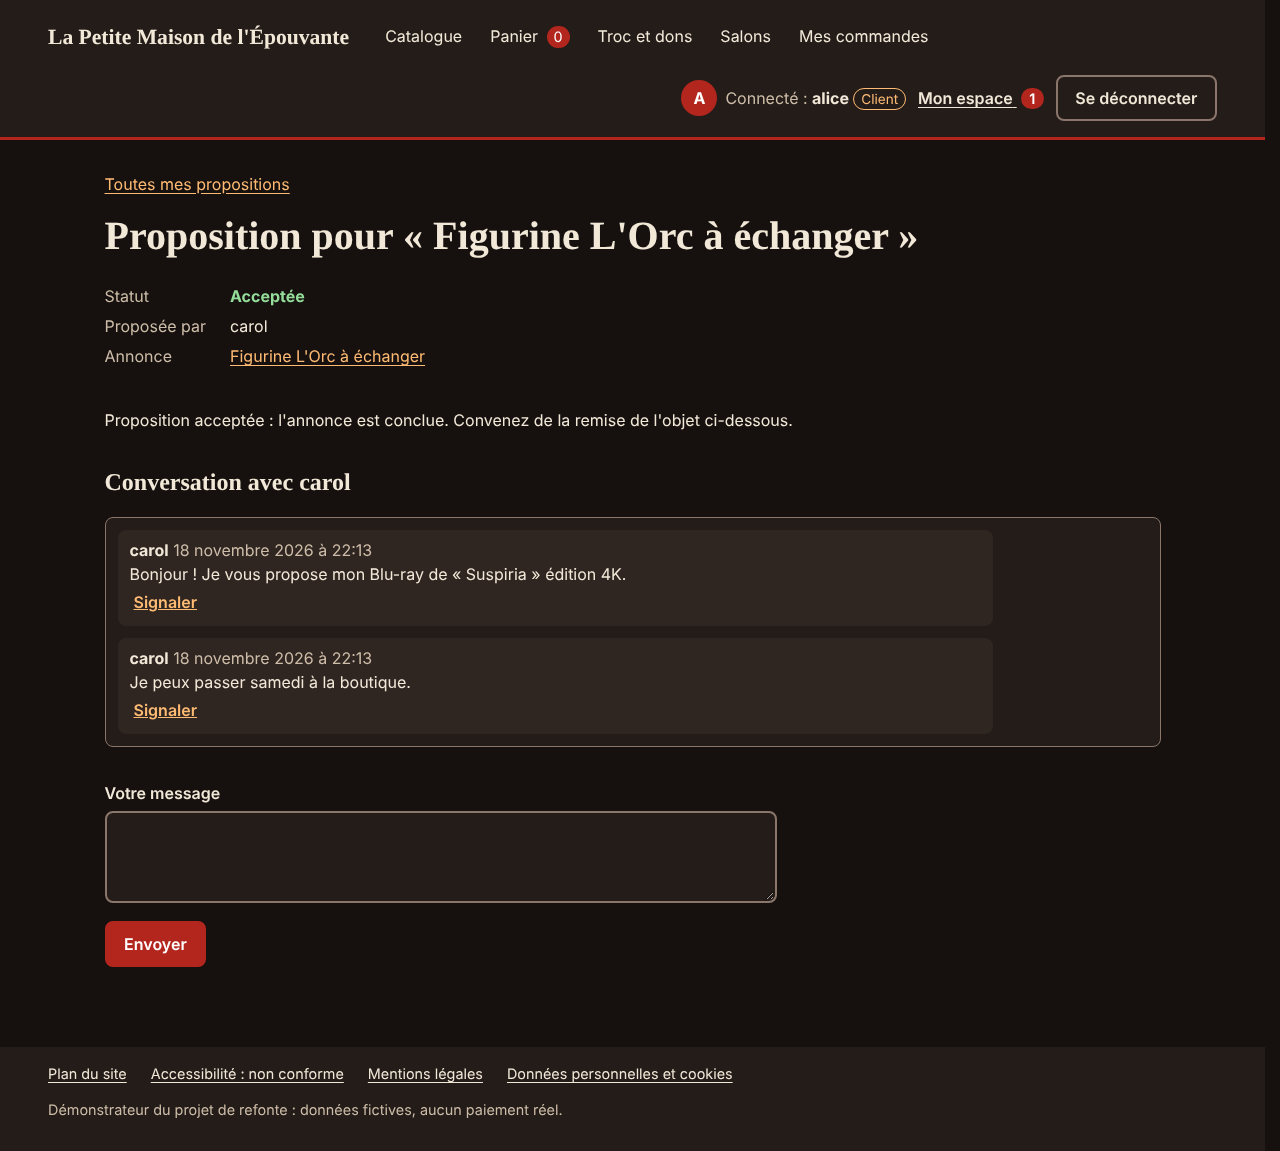 La Petite Maison de l'Épouvante
Catalogue
Panier 0
Troc et dons
Salons
Mes commandes
A
Connecté : alice Client
Mon espace 1
Se déconnecter
Toutes mes propositions
Proposition pour « Figurine L'Orc à échanger »
Statut Acceptée
Proposée par carol
Annonce Figurine L'Orc à échanger
Proposition acceptée : l'annonce est conclue. Convenez de la remise de l'objet ci-dessous.
Conversation avec carol
carol 18 novembre 2026 à 22:13
Bonjour ! Je vous propose mon Blu-ray de « Suspiria » édition 4K.
Signaler
carol 18 novembre 2026 à 22:13
Je peux passer samedi à la boutique.
Signaler
Votre message
Envoyer
Plan du site
Accessibilité : non conforme
Mentions légales
Données personnelles et cookies
Démonstrateur du projet de refonte : données fictives, aucun paiement réel.